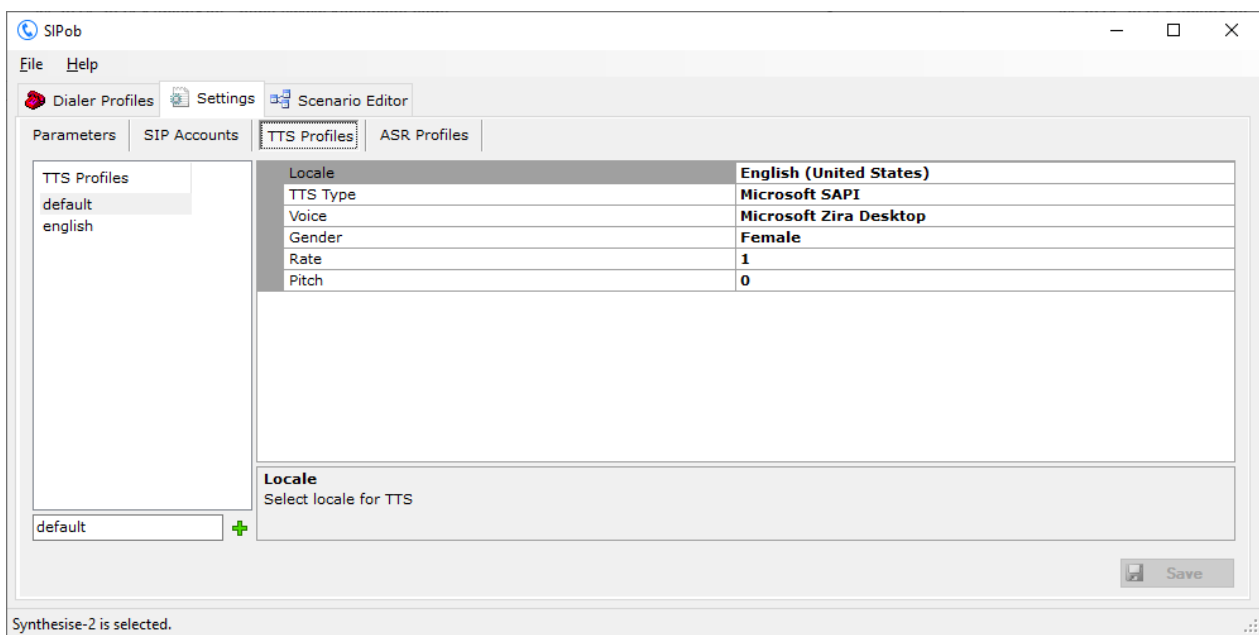 SIPob
File Help
Dialer Profiles Settings Scenario Editor
Parameters SIP Accounts TTS Profiles ASR Profiles
TTS Profiles
default
english
Locale English (United States)
TTS Type Microsoft SAPI
Voice Microsoft Zira Desktop
Gender Female
Rate 1
Pitch 0
Locale
Select locale for TTS
default
Save
Synthesise-2 is selected.